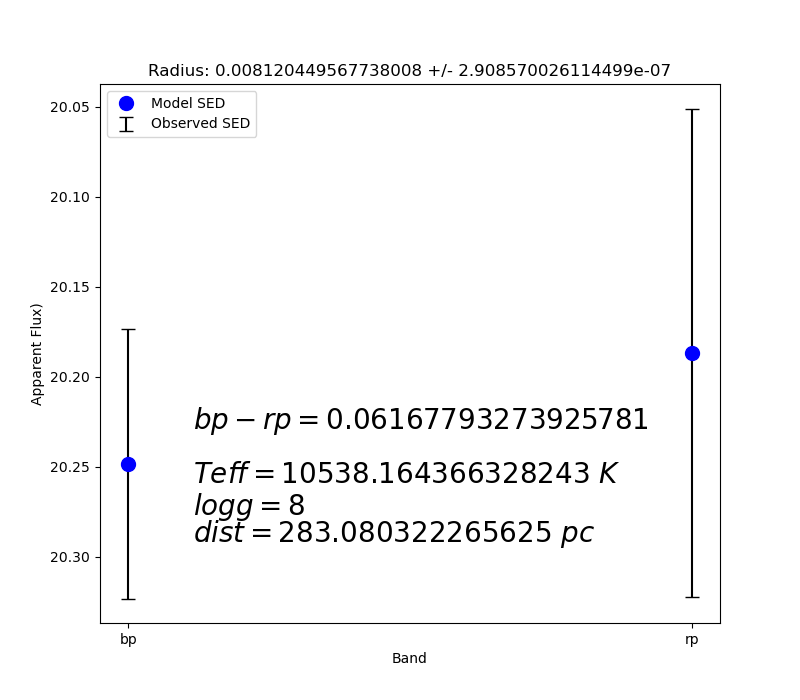 Radius: 0.008120449567738008 +/- 2.908570026114499e-07
Model SED
Observed SED
20.05
20.10
20.15
20.20
20.25
20.30
Apparent Flux)
bp − rp = 0.06167793273925781
Teff = 10538.164366328243 K
logg = 8
dist = 283.080322265625 pc
bp
rp
Band